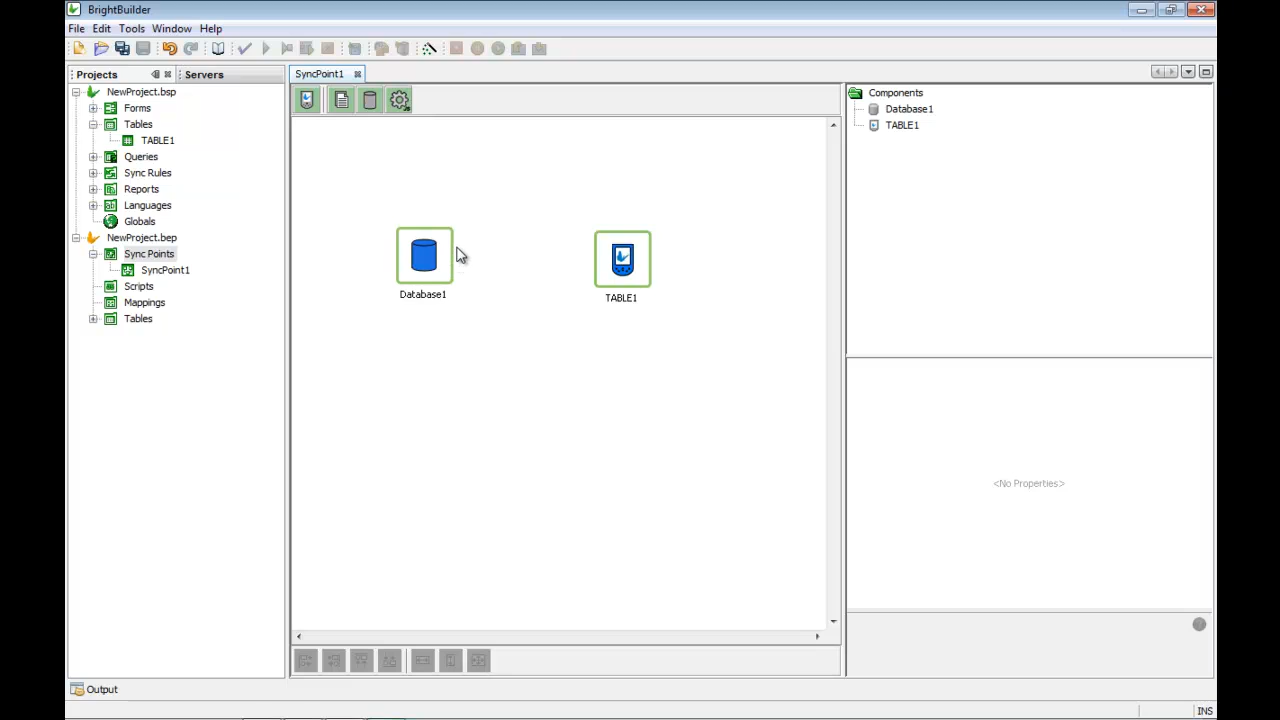 BrightBuilder
File Edit Tools Window Help
Projects
Servers
SyncPoint1
NewProject.bsp
Forms
Tables
TABLE1
Queries
Sync Rules
Reports
Languages
Globals
NewProject.bep
Sync Points
SyncPoint1
Scripts
Mappings
Tables
Database1
TABLE1
Components
Database1
TABLE1
<No Properties>
Output
INS